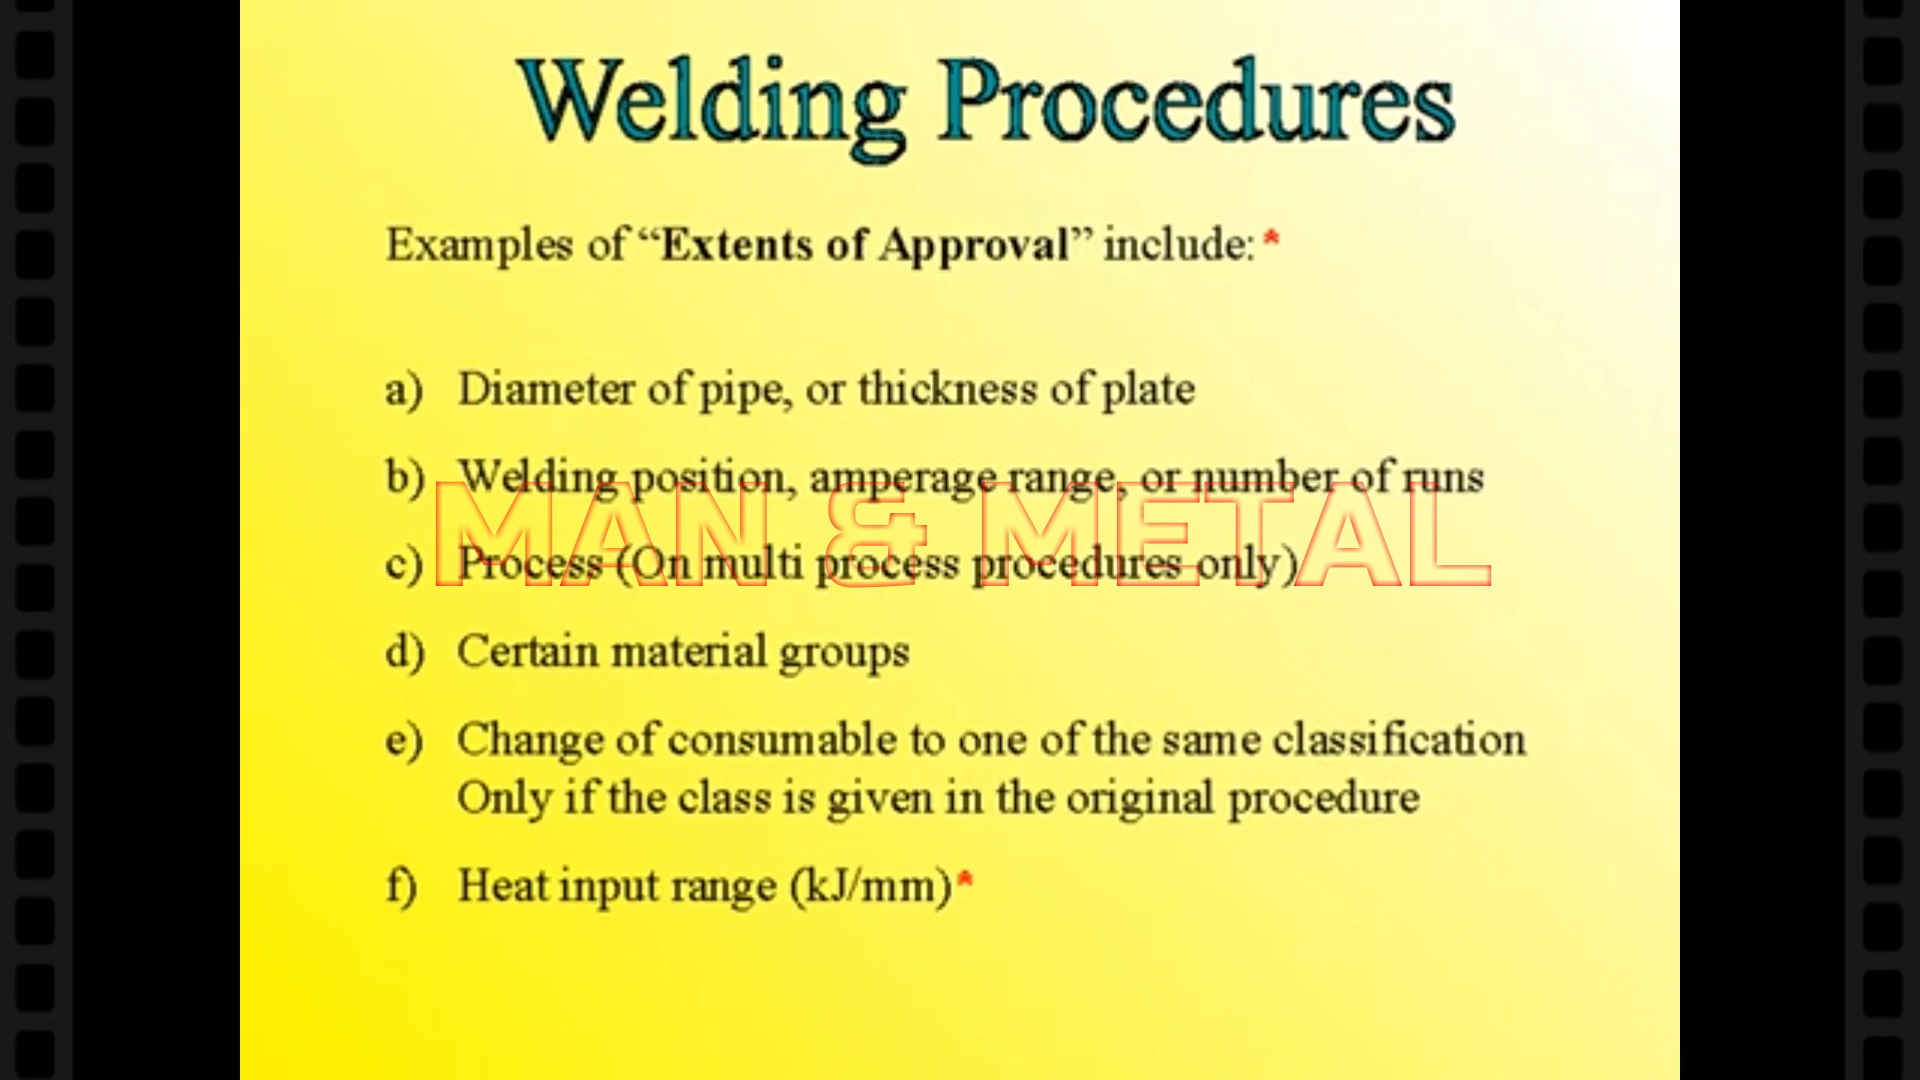 Welding Procedures
Examples of “Extents of Approval” include:*
a) Diameter of pipe, or thickness of plate
b) Welding position, amperage range, or number of runs
MAN & METAL
c) Process (On multi process procedures only)
d) Certain material groups
e) Change of consumable to one of the same classification
Only if the class is given in the original procedure
f) Heat input range (kJ/mm)*